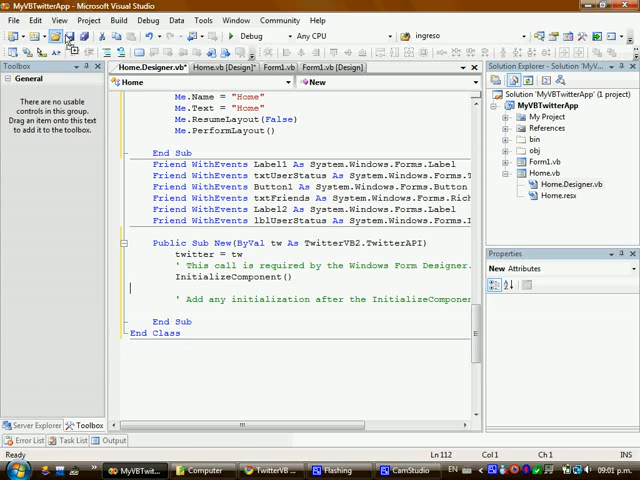 MyVBTwitterApp - Microsoft Visual Studio
File Edit View Project Build Debug Data Tools Test Window Community Help
Debug Any CPU ingreso
Toolbox
General
There are no usable
controls in this group.
Drag an item onto this text
to add it to the toolbox.
Home.Designer.vb* Home.vb [Design]* Form1.vb Form1.vb [Design]
Home New
Me.Name = "Home"
Me.Text = "Home"
Me.ResumeLayout(False)
Me.PerformLayout()
End Sub
Friend WithEvents Label1 As System.Windows.Forms.Label
Friend WithEvents txtUserStatus As System.Windows.Forms.T
Friend WithEvents Button1 As System.Windows.Forms.Button
Friend WithEvents txtFriends As System.Windows.Forms.Rich
Friend WithEvents Label2 As System.Windows.Forms.Label
Friend WithEvents lblUserStatus As System.Windows.Forms.L
Public Sub New(ByVal tw As TwitterVB2.TwitterAPI)
twitter = tw
' This call is required by the Windows Form Designer.
InitializeComponent()
' Add any initialization after the InitializeComponen
End Sub
End Class
Solution Explorer - Solution 'MyV...
Solution 'MyVBTwitterApp' (1 project)
MyVBTwitterApp
My Project
References
bin
obj
Form1.vb
Home.vb
Home.Designer.vb
Home.resx
Properties
New Attributes
Server Explorer Toolbox
Error List Task List Output
Ready Ln 112 Col 1 Ch 1 INS
MyVBTwit... Computer TwitterVB ... Flashing CamStudio EN 09:01 p.m.